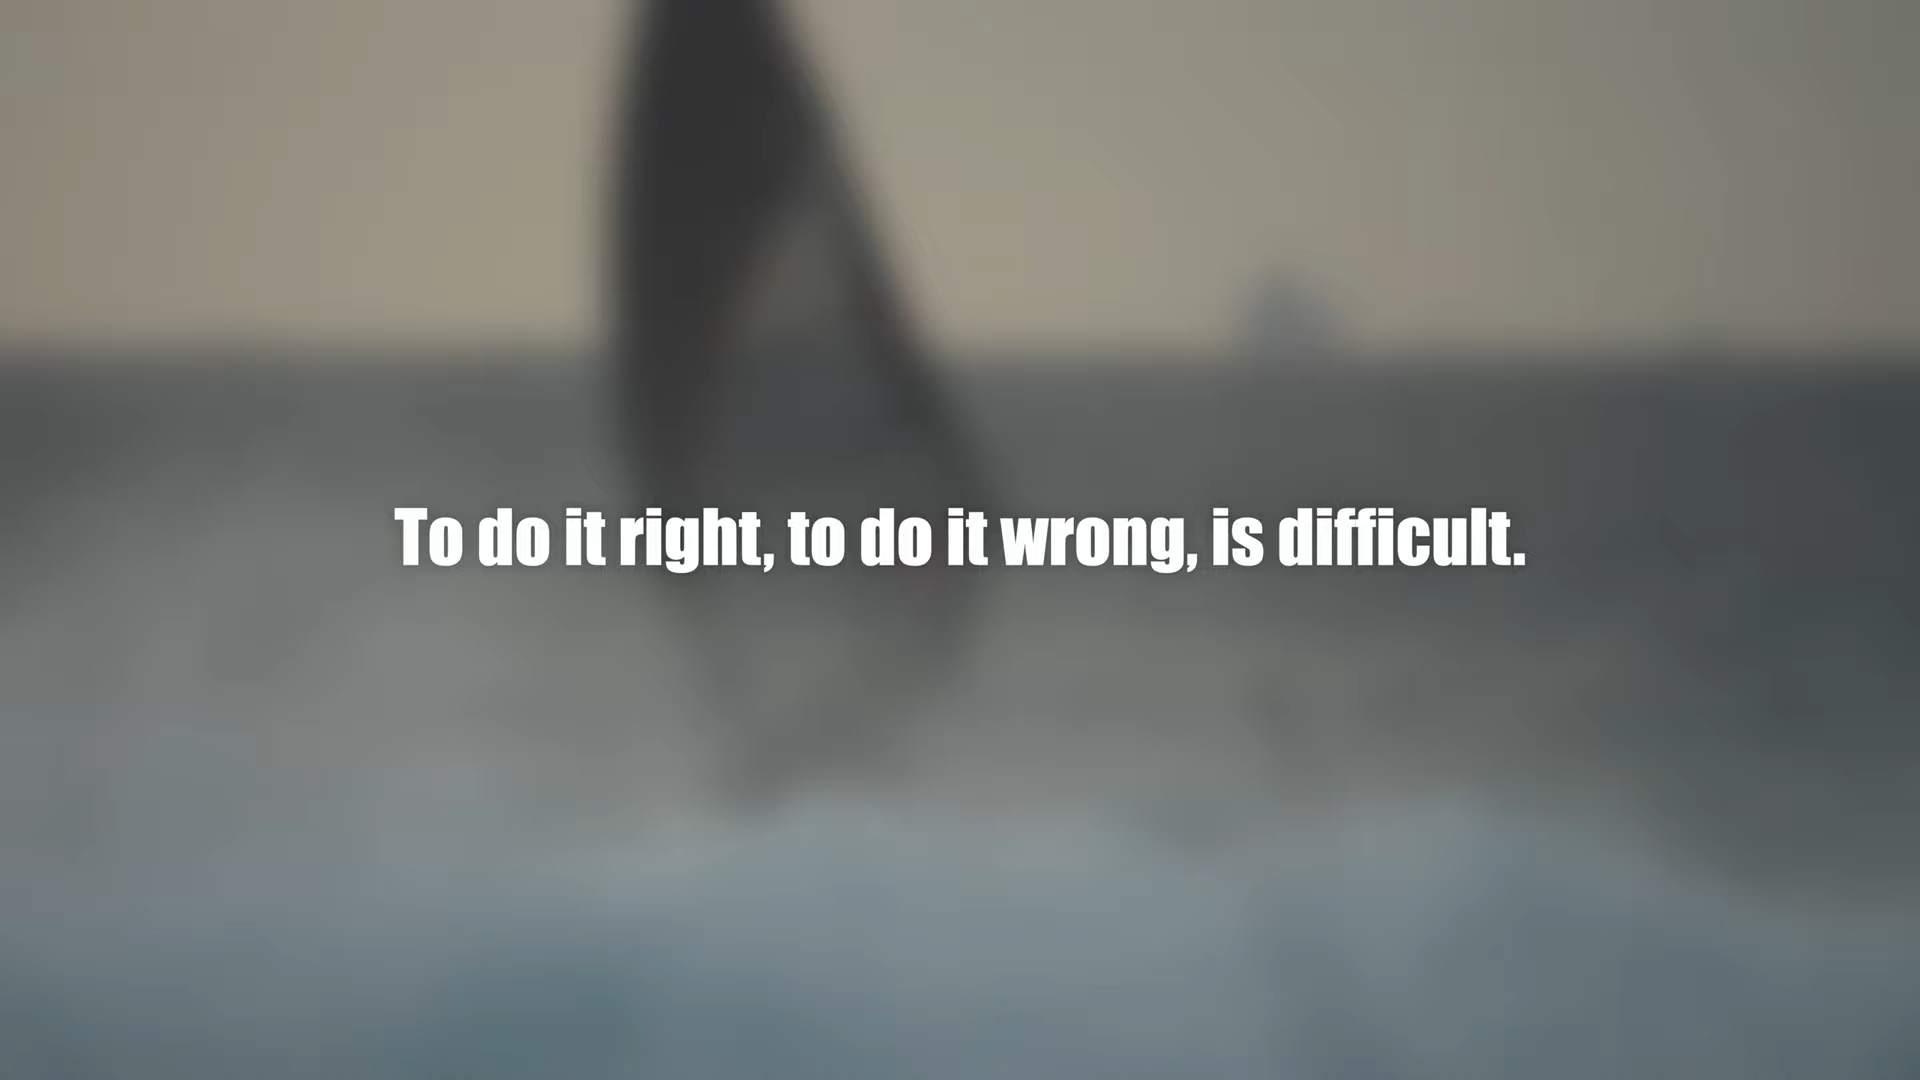 To do it right, to do it wrong, is difficult.